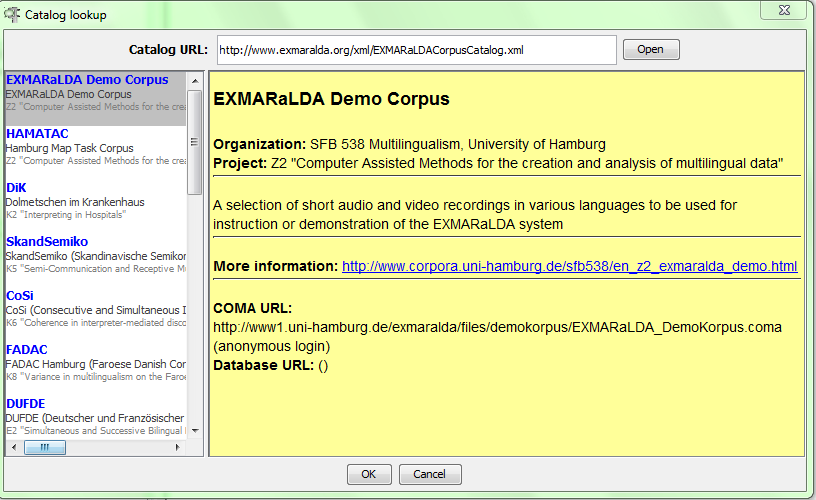 Catalog lookup
Catalog URL: http://www.exmaralda.org/xml/EXMARaLDACorpusCatalog.xml Open
EXMARaLDA Demo Corpus
EXMARaLDA Demo Corpus
Z2 "Computer Assisted Methods for the crea
HAMATAC
Hamburg Map Task Corpus
Z2 "Computer Assisted Methods for the crea
DiK
Dolmetschen im Krankenhaus
K2 "Interpreting in Hospitals"
SkandSemiko
SkandSemiko (Skandinavische Semikor
K5 "Semi-Communication and Receptive Mu
CoSi
CoSi (Consecutive and Simultaneous I
K6 "Coherence in interpreter-mediated disco
FADAC
FADAC Hamburg (Faroese Danish Cor
K8 "Variance in multilingualism on the Faroe
DUFDE
DUFDE (Deutscher und Französischer
E2 "Simultaneous and Successive Bilingual
EXMARaLDA Demo Corpus
Organization: SFB 538 Multilingualism, University of Hamburg
Project: Z2 "Computer Assisted Methods for the creation and analysis of multilingual data"
A selection of short audio and video recordings in various languages to be used for
instruction or demonstration of the EXMARaLDA system
More information: http://www.corpora.uni-hamburg.de/sfb538/en_z2_exmaralda_demo.html
COMA URL:
http://www1.uni-hamburg.de/exmaralda/files/demokorpus/EXMARaLDA_DemoKorpus.coma
(anonymous login)
Database URL: ()
OK Cancel